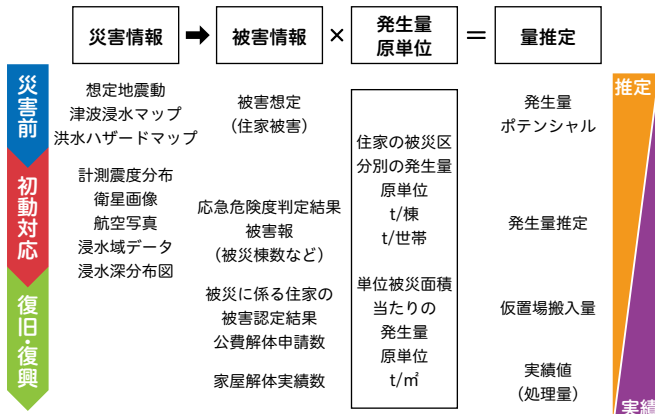 災害情報
➡
被害情報
×
発生量
原単位
＝
量推定
災害前
初動対応
復旧・復興
想定地震動
津波浸水マップ
洪水ハザードマップ
計測震度分布
衛星画像
航空写真
浸水域データ
浸水深分布図
被害想定
（住家被害）
応急危険度判定結果
被害報
（被災棟数など）
被災に係る住家の
被害認定結果
公費解体申請数
家屋解体実績数
住家の被災区
分別の発生量
原単位
t/棟
t/世帯
単位被災面積
当たりの
発生量
原単位
t/㎡
発生量
ポテンシャル
発生量推定
仮置場搬入量
実績値
（処理量）
推定
実績